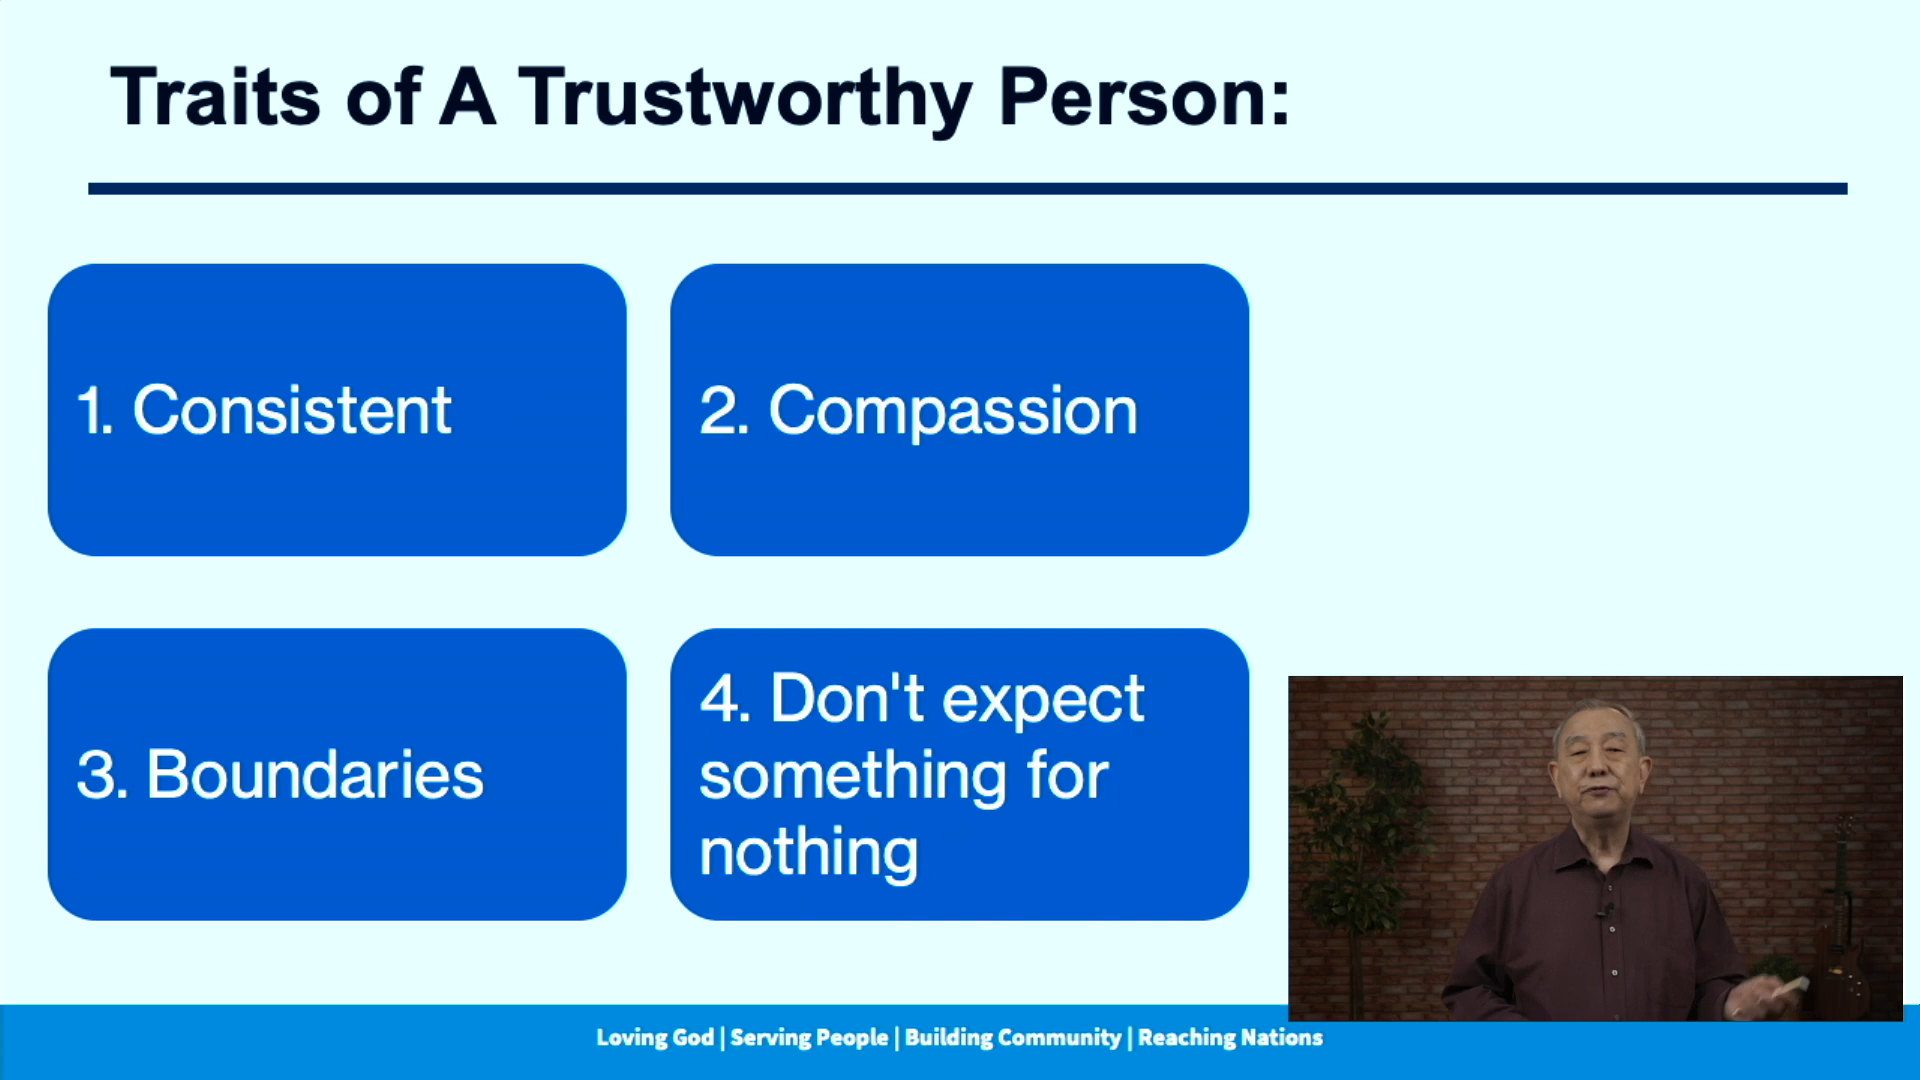 Traits of A Trustworthy Person:
1. Consistent
2. Compassion
3. Boundaries
4. Don't expect
something for
nothing
Loving God | Serving People | Building Community | Reaching Nations